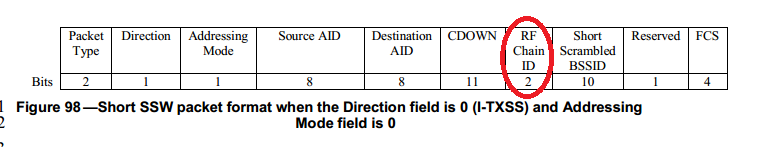 Packet Type Direction Addressing Mode Source AID Destination AID CDOWN RF Chain ID Short Scrambled BSSID Reserved FCS
Bits 2 1 1 8 8 11 2 10 1 4
1 Figure 98—Short SSW packet format when the Direction field is 0 (I-TXSS) and Addressing
2 Mode field is 0